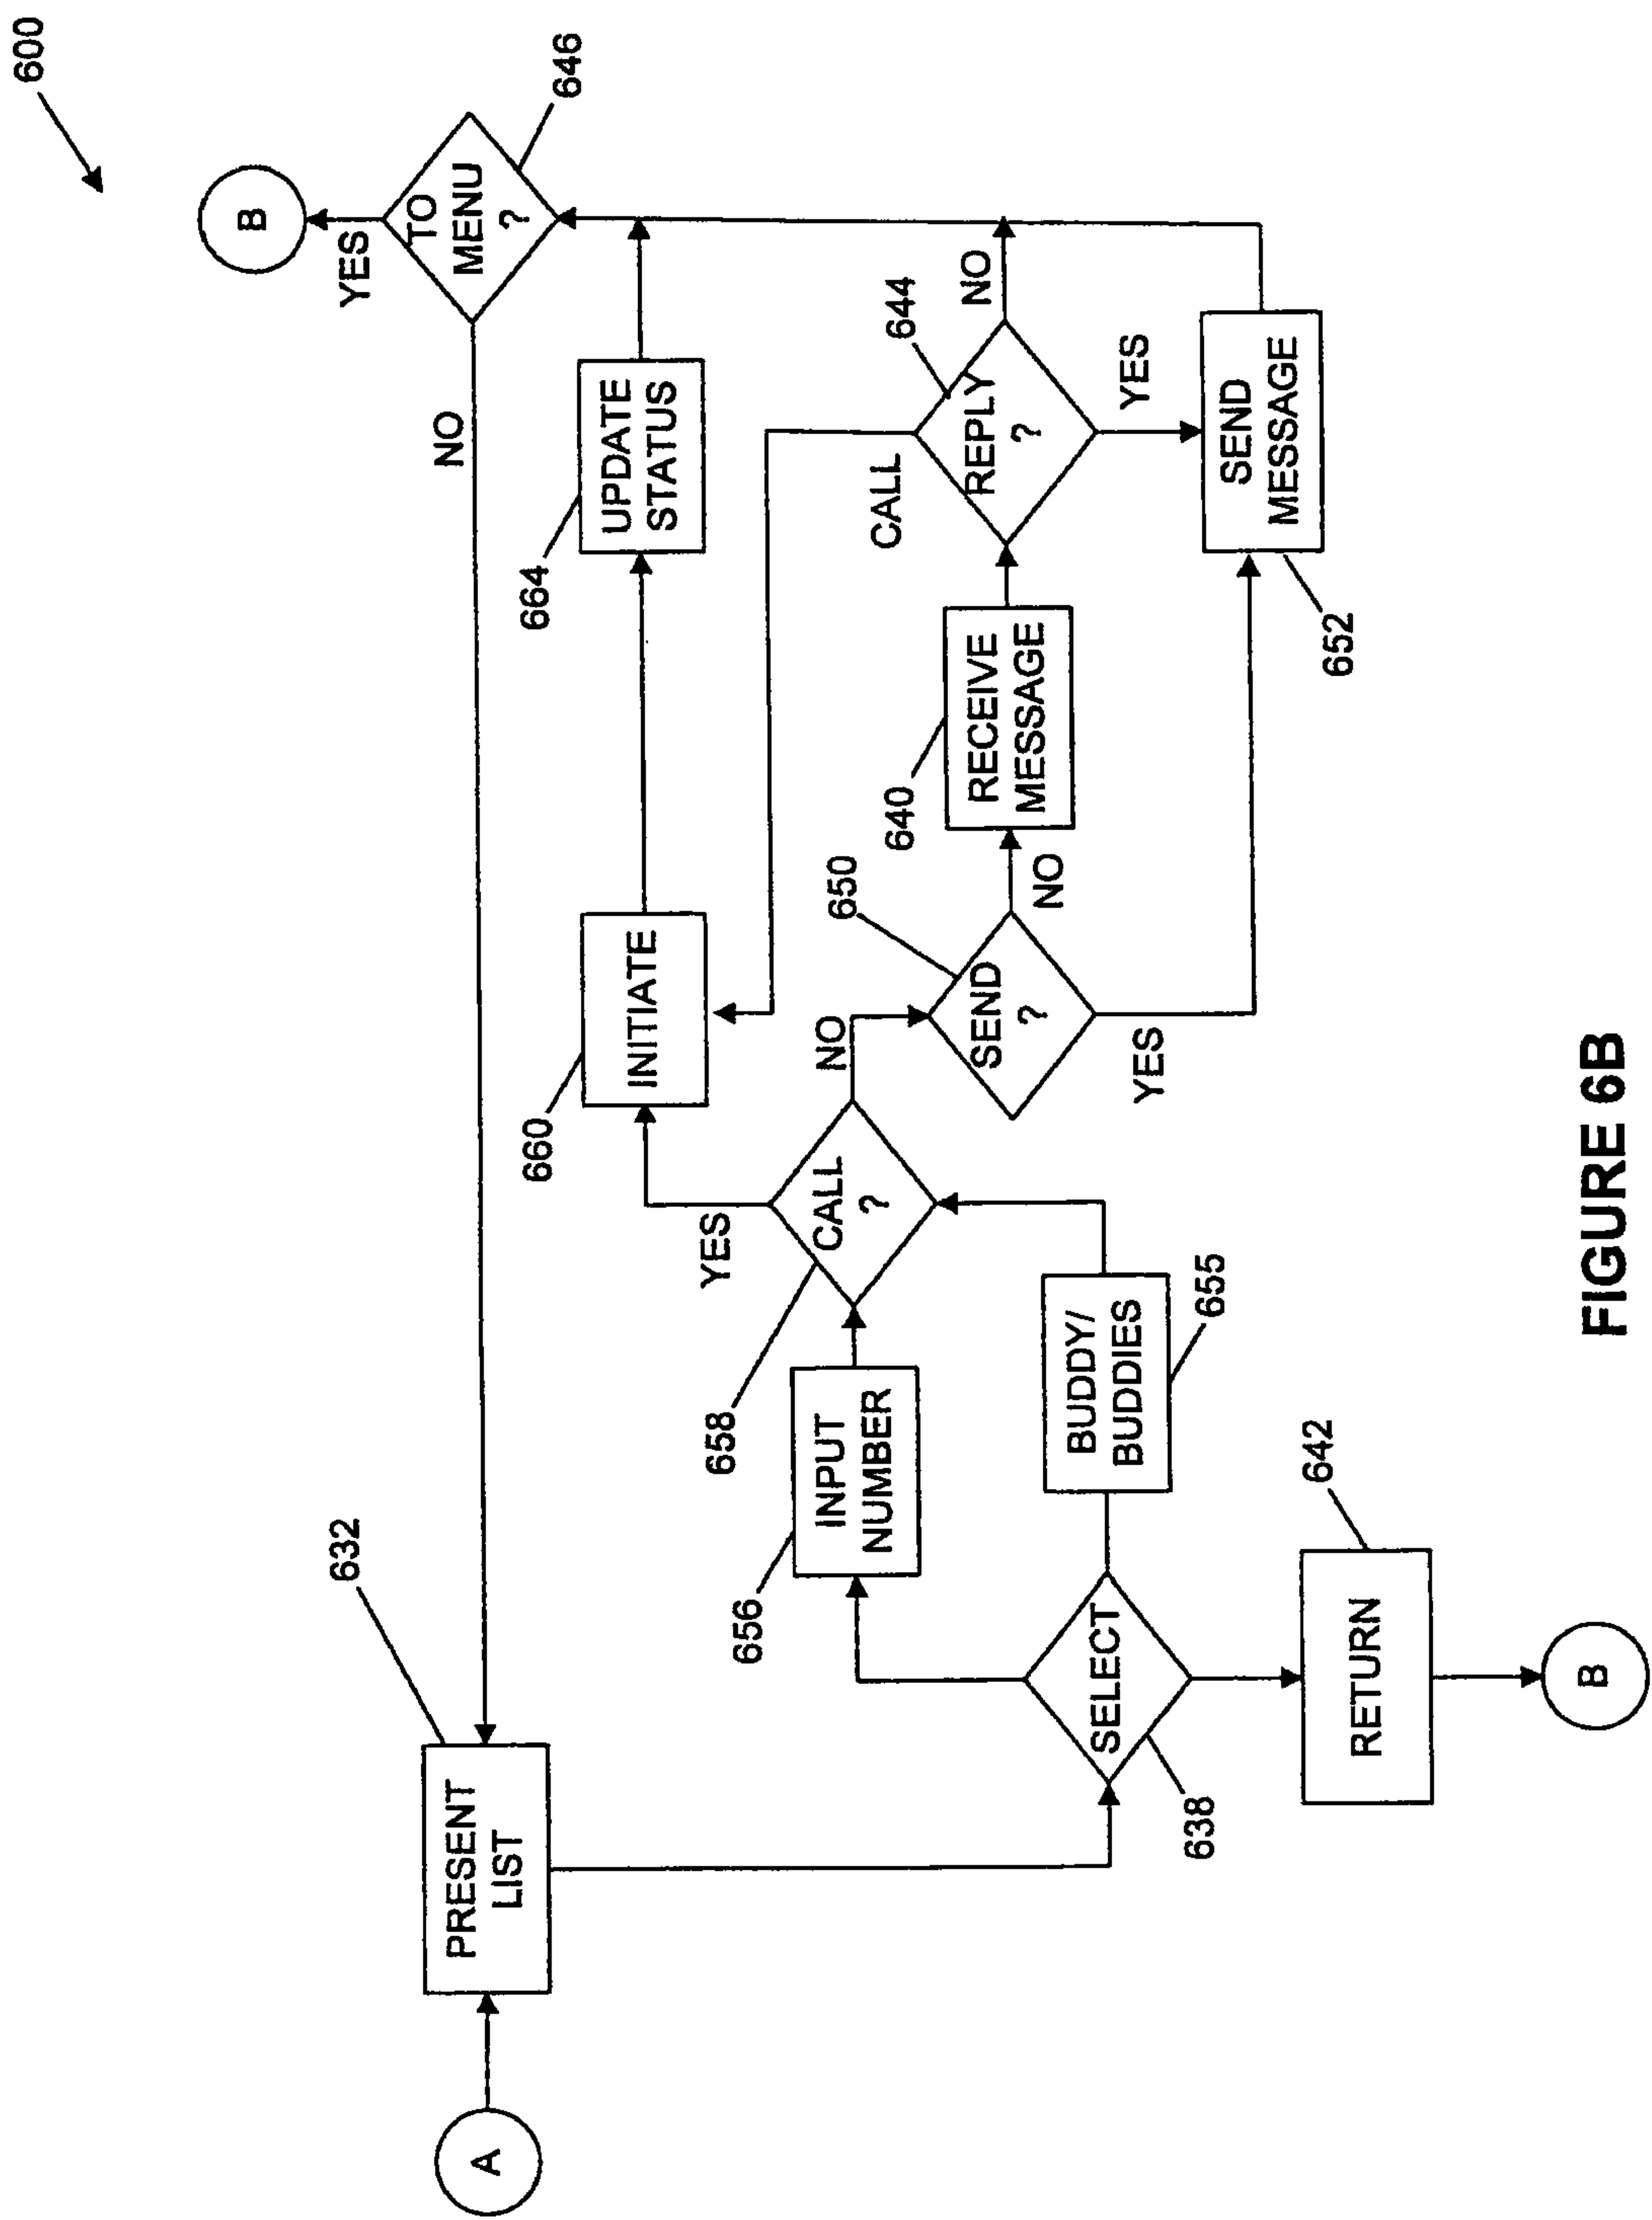 600
B
YES
TO
MENU
?
646
NO
A
PRESENT
LIST
632
660
INITIATE
664
UPDATE
STATUS
CALL
YES
656
INPUT
NUMBER
658
CALL
?
NO
650
SEND
?
NO
YES
640
RECEIVE
MESSAGE
644
REPLY
?
NO
YES
638
SELECT
BUDDY/
BUDDIES
655
SEND
MESSAGE
652
RETURN
642
B
FIGURE 6B